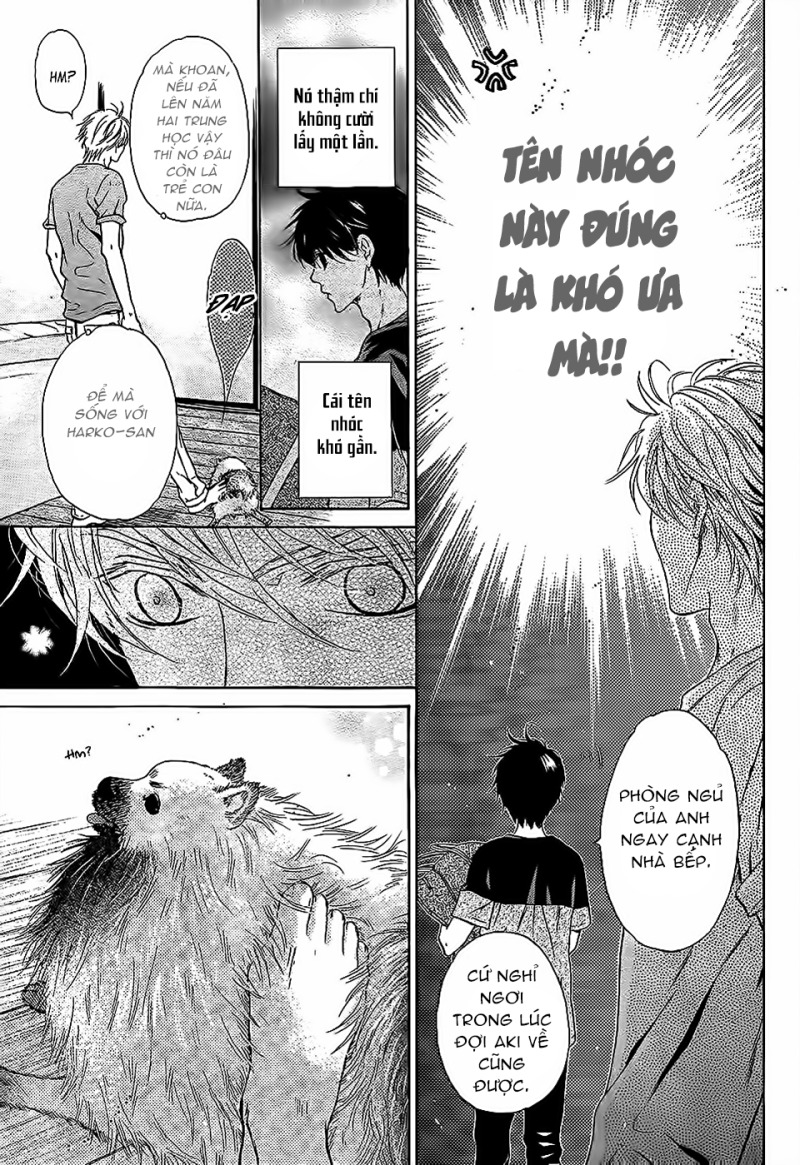 TÊN NHÓC
NÀY ĐÚNG
LÀ KHÓ ƯA
MÀ!!
PHÒNG NGỦ
CỦA ANH
NGAY CẠNH
NHÀ BẾP.
CỨ NGHỈ
NGƠI
TRONG LÚC
ĐỢI AKI VỀ
CŨNG
ĐƯỢC.
Nó thậm chí
không cười
lấy một lần.
Cái tên
nhóc
khó gần.
MÀ KHOAN,
NẾU ĐÃ
LÊN NĂM
HAI TRUNG
HỌC VẬY
THÌ NÓ ĐÂU
CÒN LÀ
TRẺ CON
NỮA.
HM?
ĐẠP
ĐỂ MÀ
SỐNG VỚI
HARKO-SAN
HM?